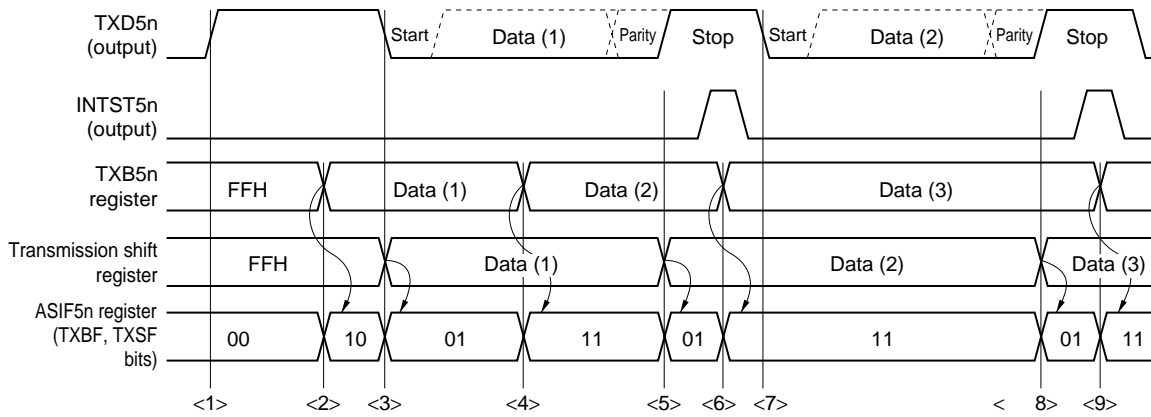 TXD5n
(output)
Start
Data (1)
Parity
Stop
Start
Data (2)
Parity
Stop
INTST5n
(output)
TXB5n
register
FFH
Data (1)
Data (2)
Data (3)
Transmission shift
register
FFH
Data (1)
Data (2)
Data (3)
ASIF5n register
(TXBF, TXSF
bits)
00
10
01
11
01
11
01
11
<1>
<2>
<3>
<4>
<5>
<6>
<7>
< 8>
<9>